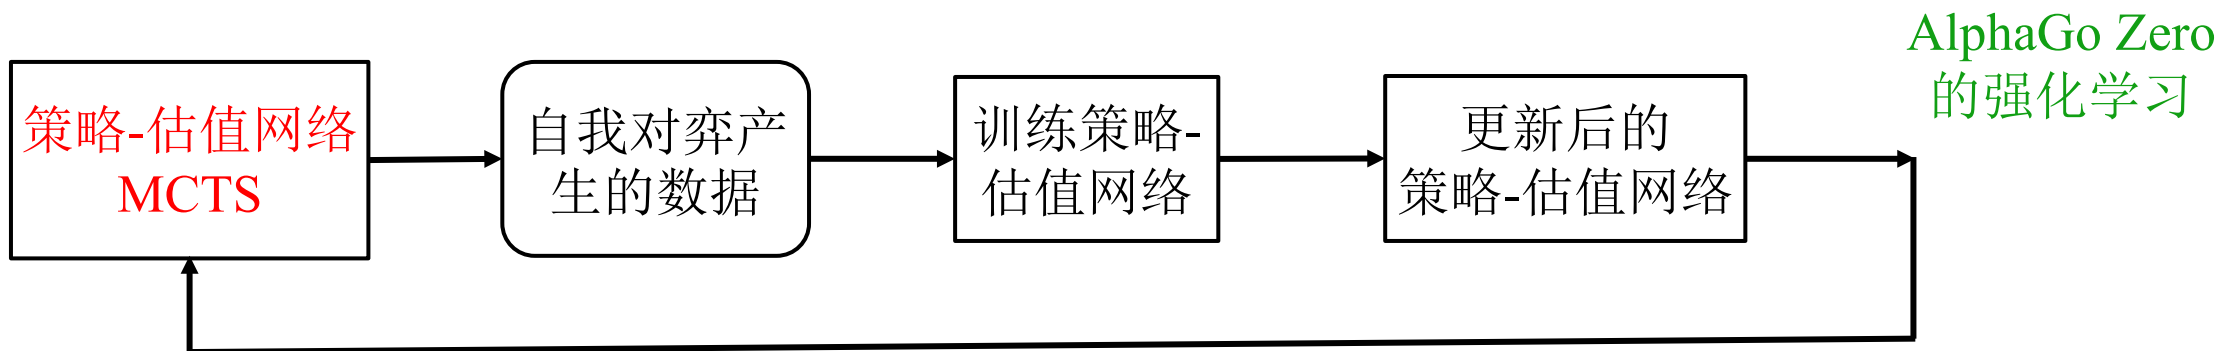 AlphaGo Zero
的强化学习
策略-估值网络
MCTS
自我对弈产
生的数据
训练策略-
估值网络
更新后的
策略-估值网络